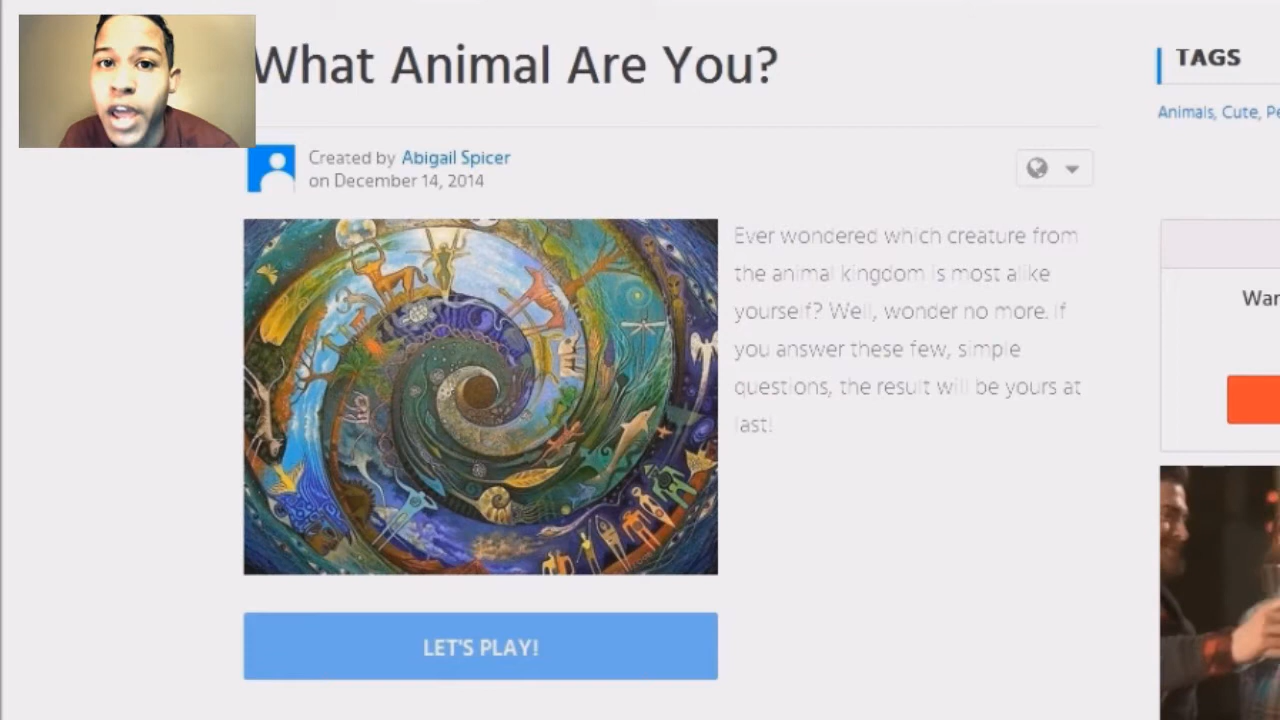 What Animal Are You?
Created by Abigail Spicer
on December 14, 2014
Ever wondered which creature from
the animal kingdom is most alike
yourself? Well, wonder no more. If
you answer these few, simple
questions, the result will be yours at
last!
LET'S PLAY!
TAGS
Animals, Cute,